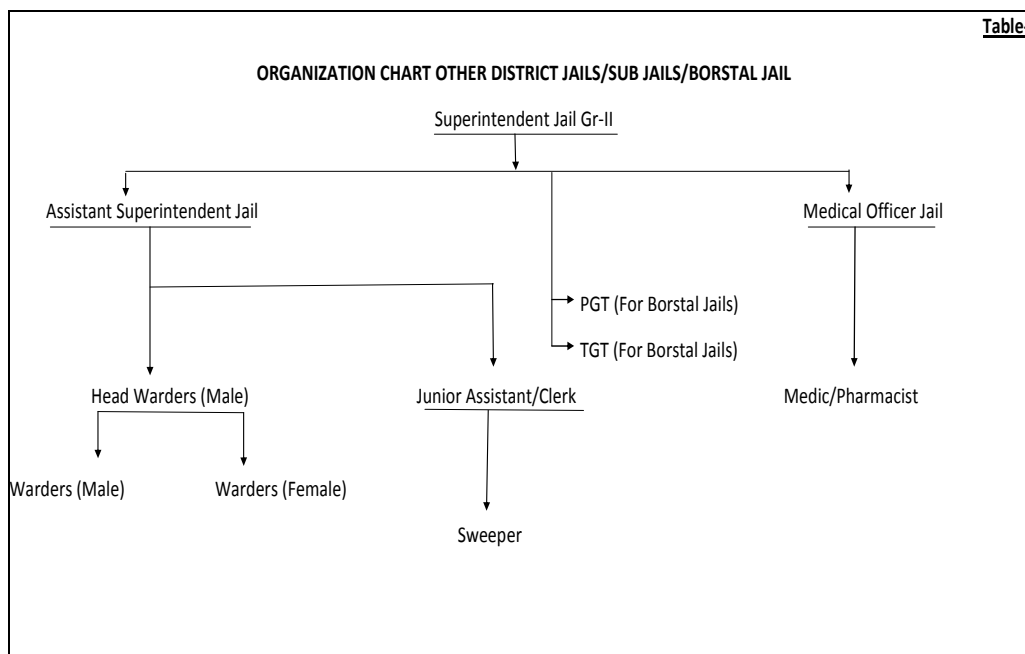 Table-
ORGANIZATION CHART OTHER DISTRICT JAILS/SUB JAILS/BORSTAL JAIL
Superintendent Jail Gr-II
Assistant Superintendent Jail
Medical Officer Jail
PGT (For Borstal Jails)
TGT (For Borstal Jails)
Head Warders (Male)
Junior Assistant/Clerk
Medic/Pharmacist
Warders (Male)
Warders (Female)
Sweeper